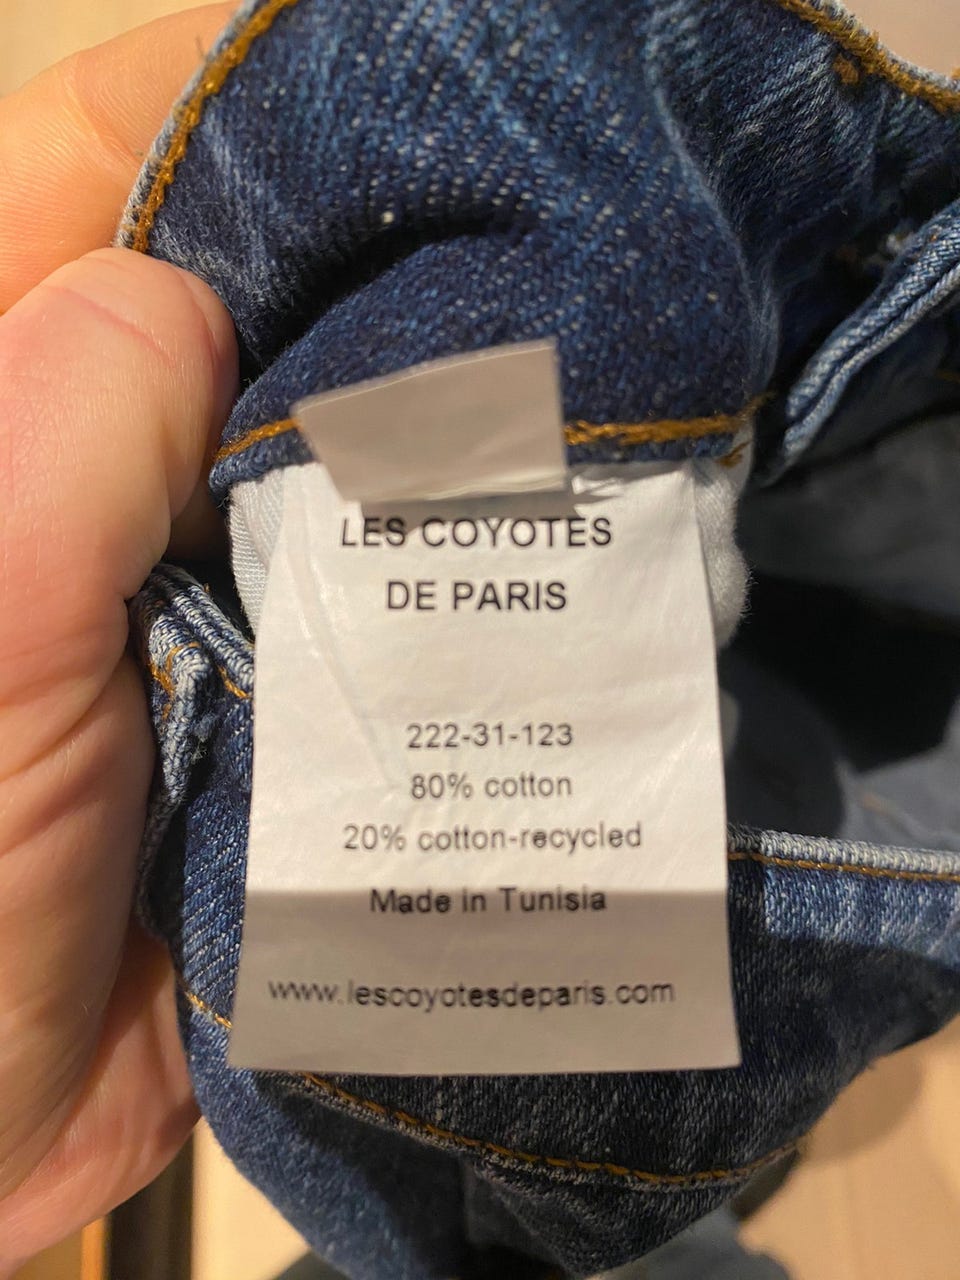 LES COYOTES
DE PARIS
222-31-123
80% cotton
20% cotton-recycled
Made in Tunisia
www.lescoyotesdeparis.com